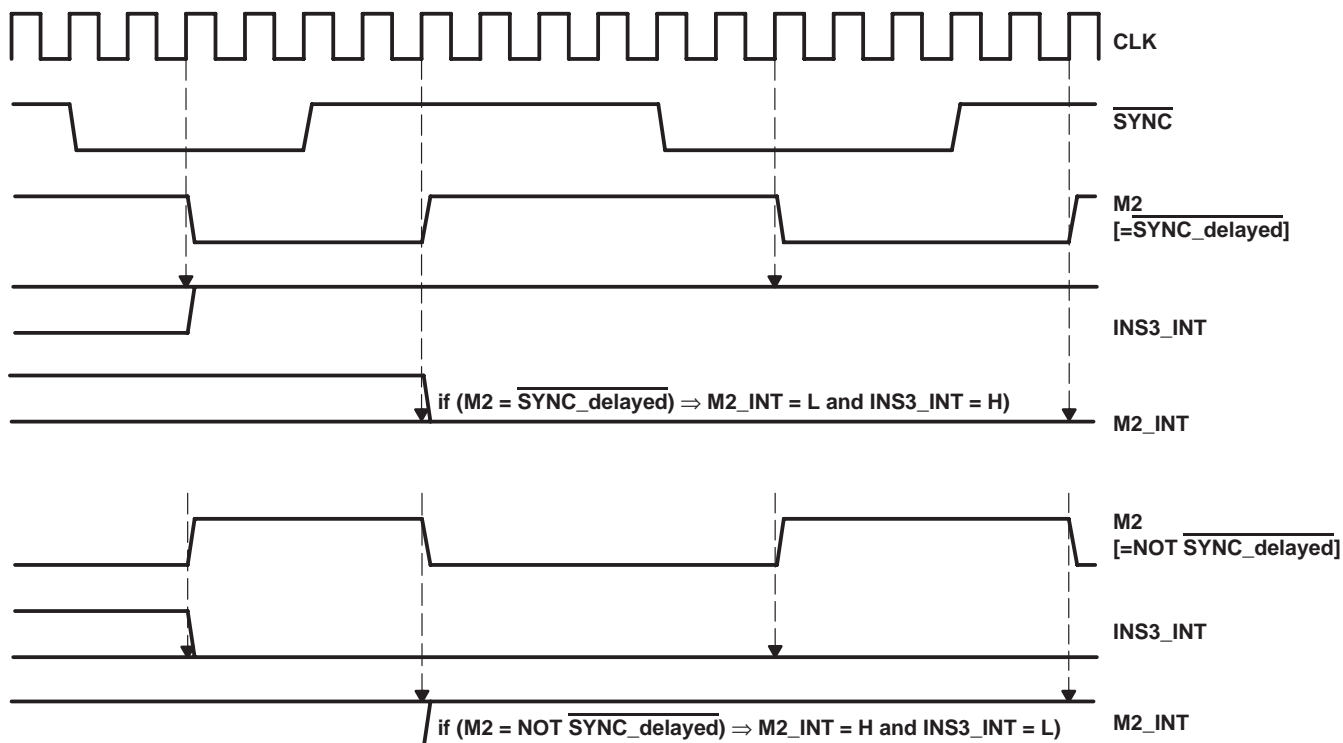 CLK
SYNC
M2
[=SYNC_delayed]
INS3_INT
if (M2 = SYNC_delayed) ⇒ M2_INT = L and INS3_INT = H)
M2_INT
M2
[=NOT SYNC_delayed]
INS3_INT
if (M2 = NOT SYNC_delayed) ⇒ M2_INT = H and INS3_INT = L)
M2_INT